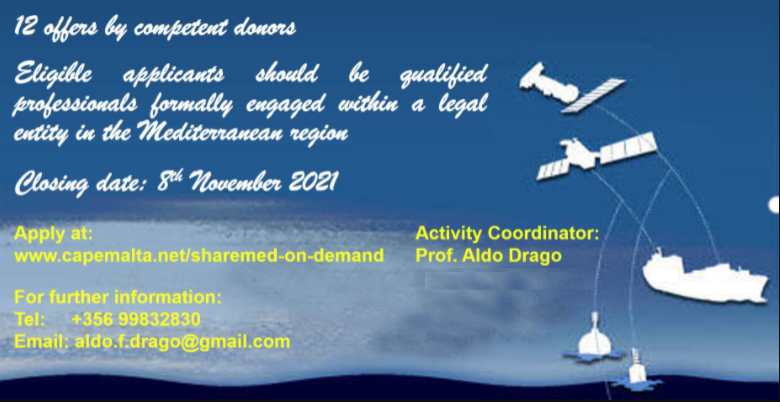 12 offers by competent donors
Eligible applicants should be qualified
professionals formally engaged within a legal
entity in the Mediterranean region
Closing date: 8th November 2021
Apply at:
www.capemalta.net/sharemed-on-demand
Activity Coordinator:
Prof. Aldo Drago
For further information:
Tel: +356 99832830
Email: aldo.f.drago@gmail.com